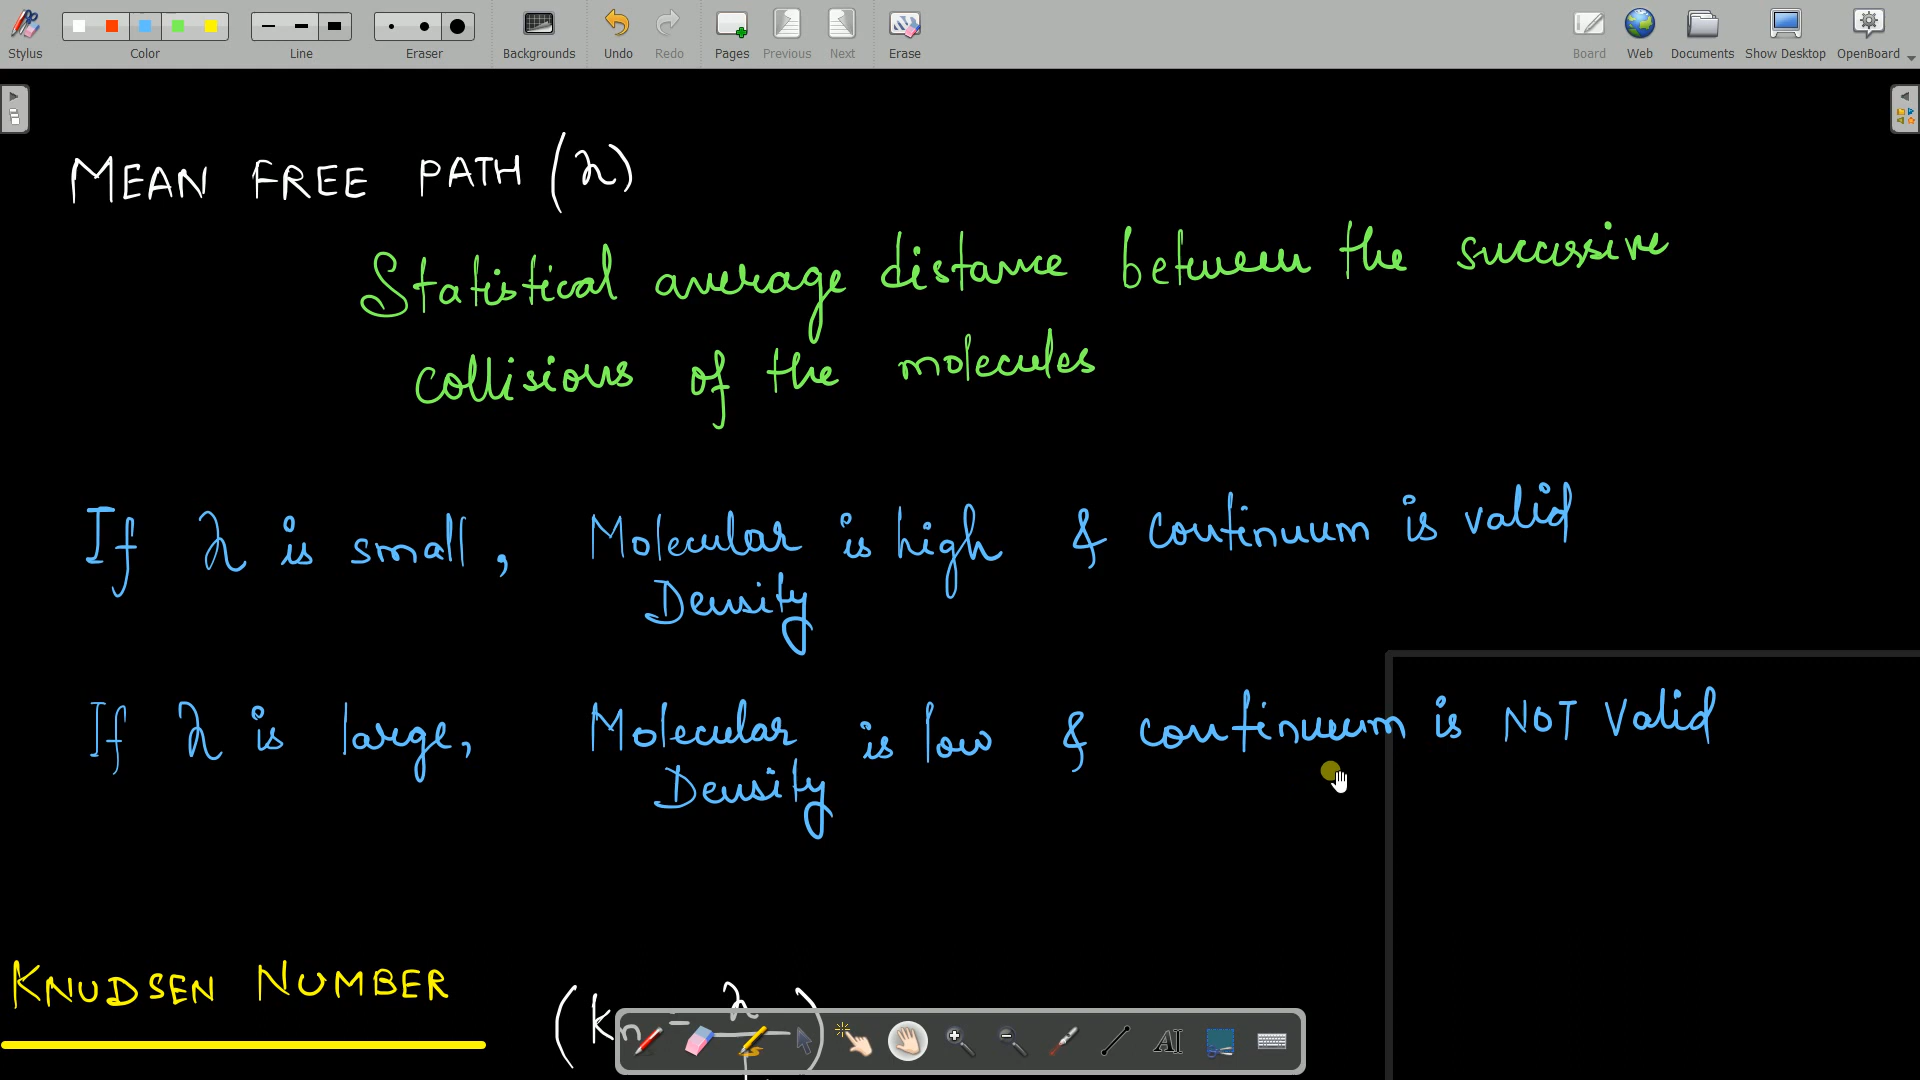 Stylus Color Line Eraser Backgrounds Undo Redo Pages Previous Next Erase Board Web Documents Show Desktop OpenBoard
MEAN FREE PATH (λ)
Statistical average distance between the successive
collisions of the molecules
If λ is small, Molecular is high & continuum is valid
Density
If λ is large, Molecular is low & continuum is NOT Valid
Density
KNUDSEN NUMBER (kn = λ